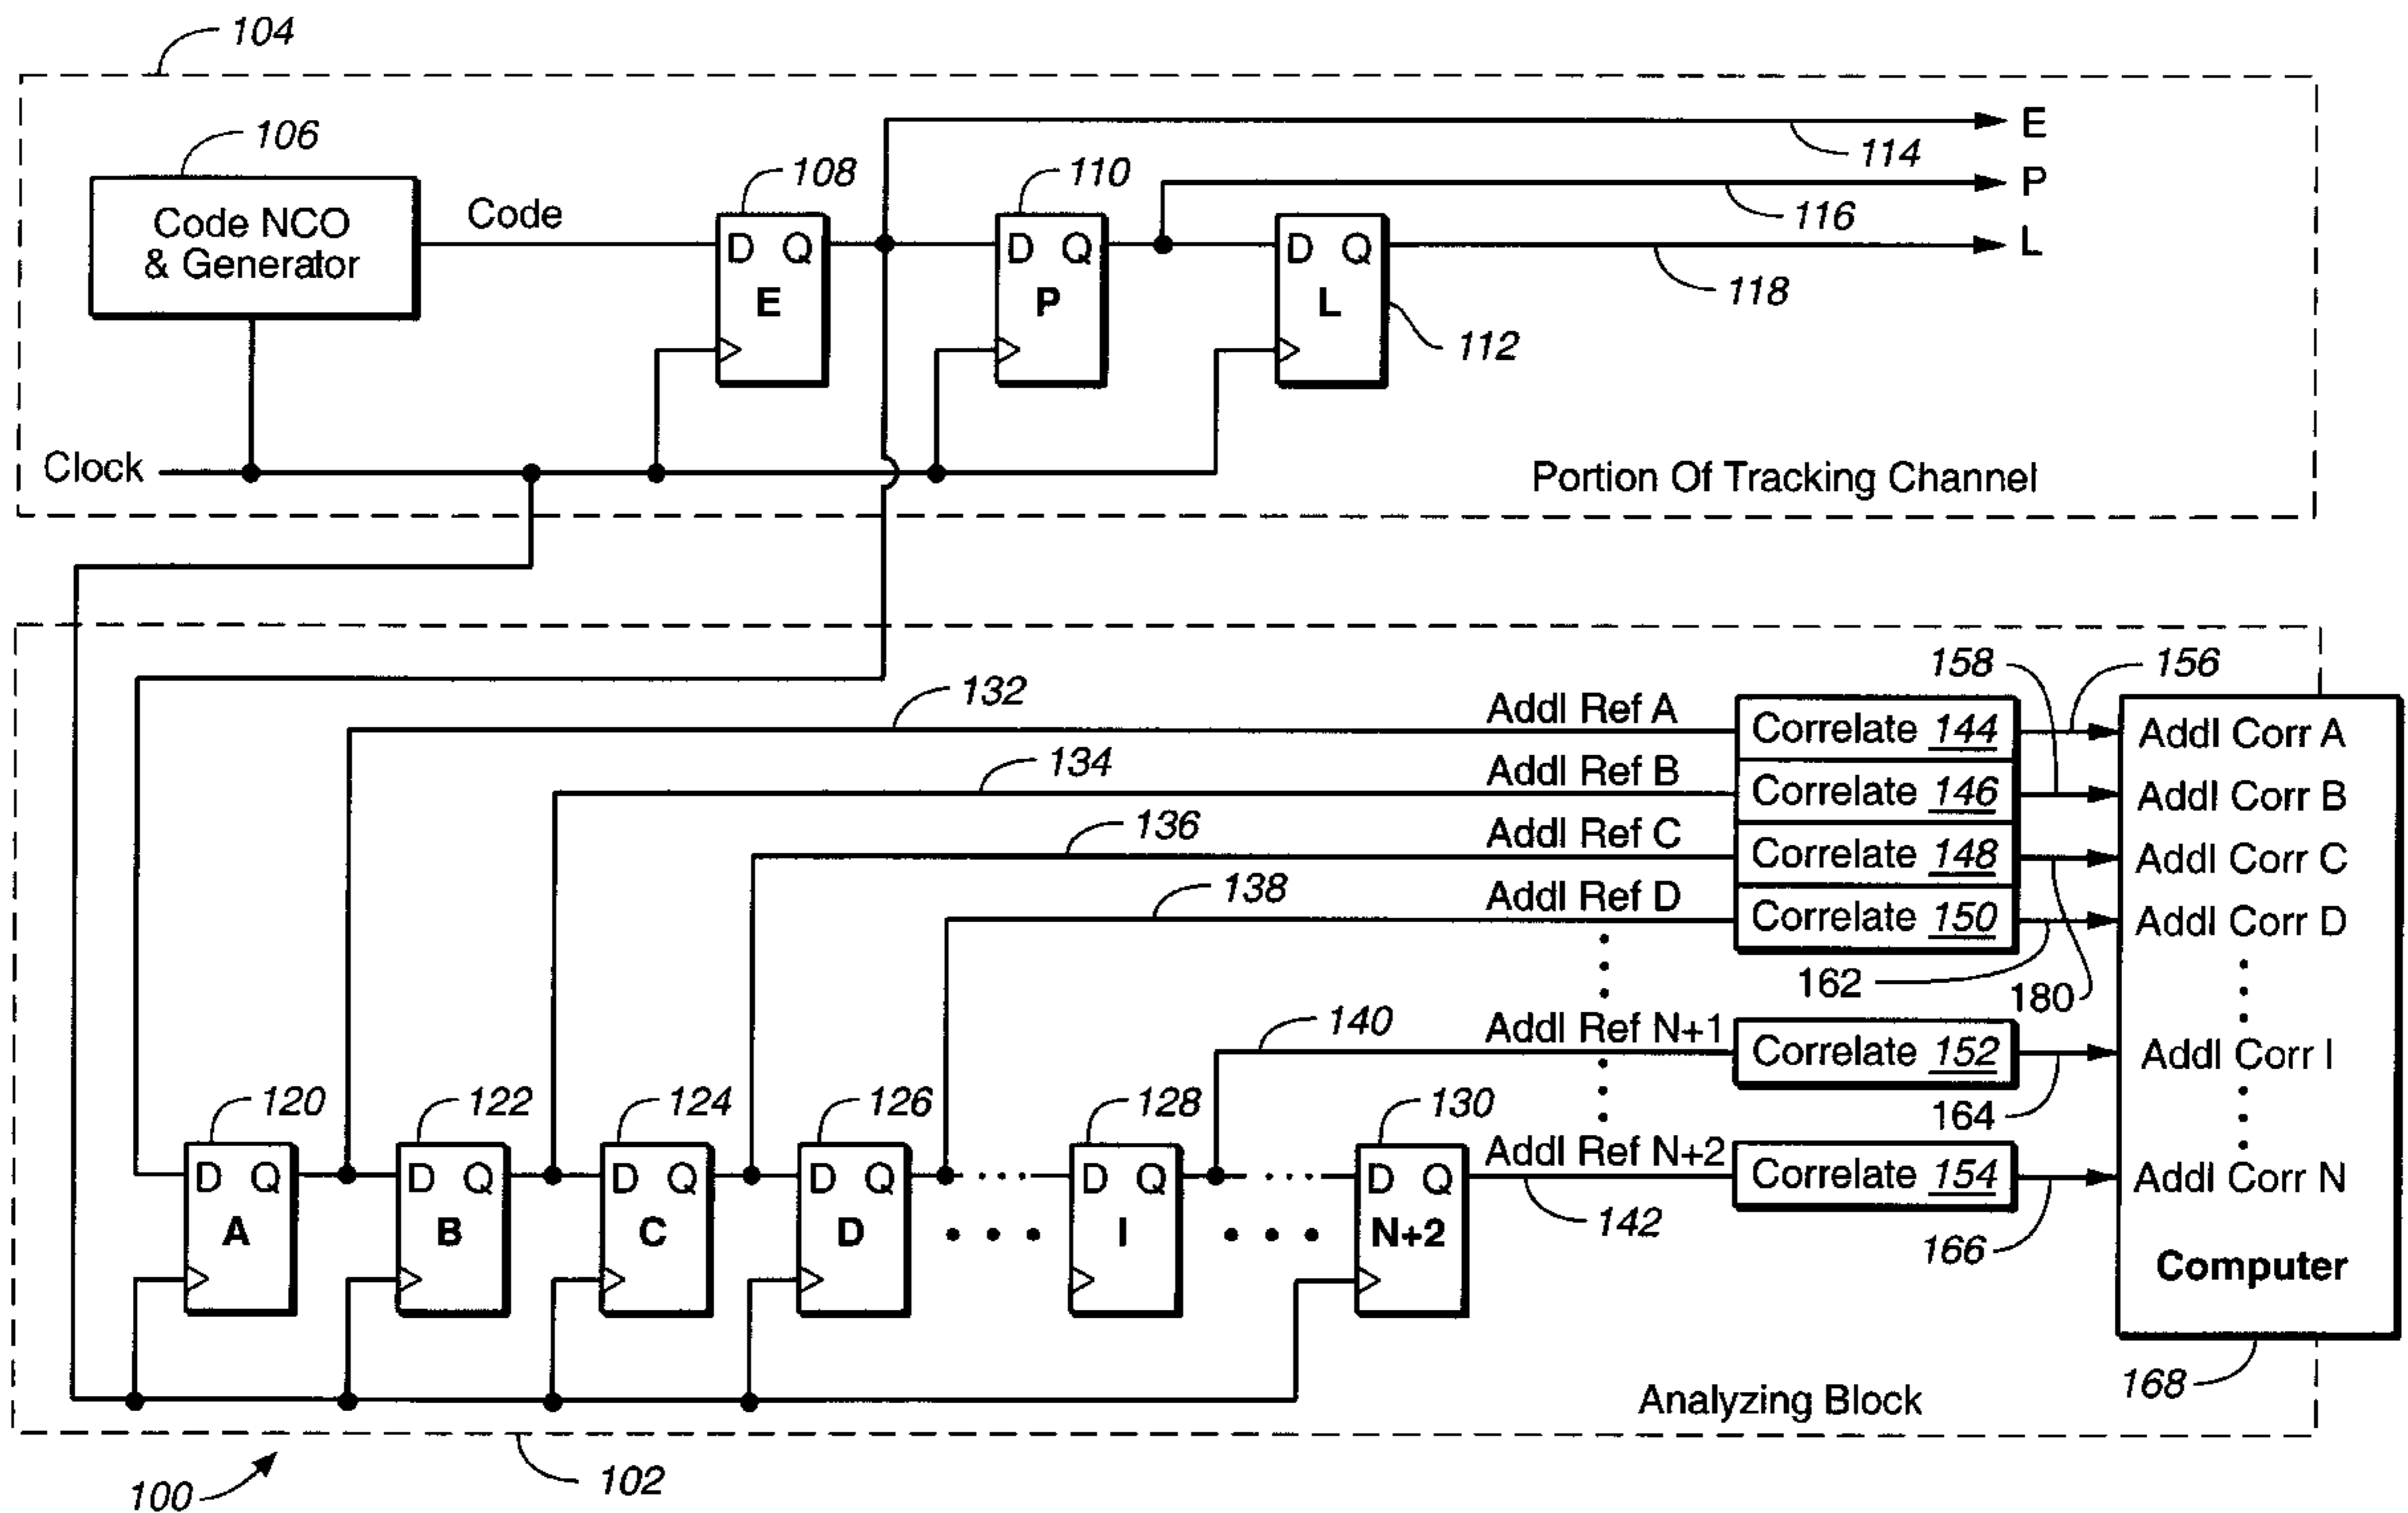 104
106
Code NCO
& Generator
Code
108
D Q
E
110
D Q
P
D Q
L
112
E
114
P
116
L
118
Clock
Portion Of Tracking Channel
132
134
136
138
140
Addl Ref A
Addl Ref B
Addl Ref C
Addl Ref D
Addl Ref N+1
Addl Ref N+2
Correlate 144
Correlate 146
Correlate 148
Correlate 150
Correlate 152
Correlate 154
158
156
162
180
164
166
Addl Corr A
Addl Corr B
Addl Corr C
Addl Corr D
Addl Corr I
Addl Corr N
Computer
168
120
D Q
A
122
D Q
B
124
D Q
C
126
D Q
D
128
D Q
I
130
D Q
N+2
142
Analyzing Block
100
102